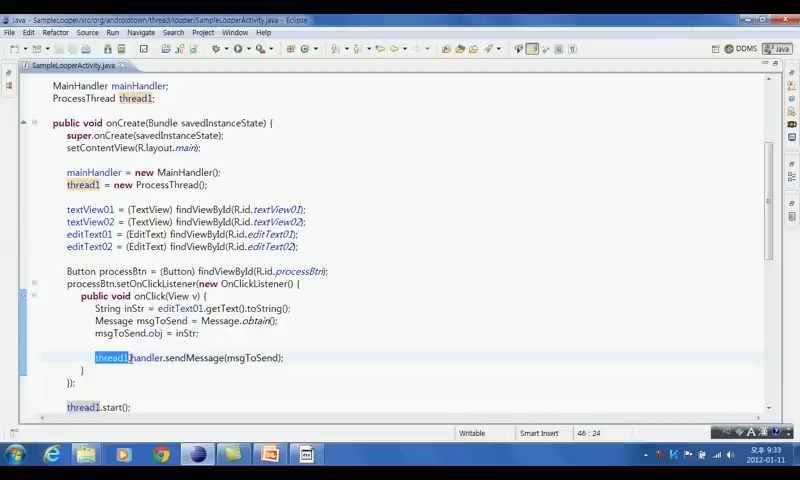 Java - SampleLooper/src/org/androidtown/thread/looper/SampleLooperActivity.java - Eclipse
File Edit Refactor Source Navigate Search Project Run Window Help
DDMS Java
SampleLooperActivity.java
MainHandler mainHandler;
ProcessThread thread1;
public void onCreate(Bundle savedInstanceState) {
super.onCreate(savedInstanceState);
setContentView(R.layout.main);
mainHandler = new MainHandler();
thread1 = new ProcessThread();
textView01 = (TextView) findViewById(R.id.textView01);
textView02 = (TextView) findViewById(R.id.textView02);
editText01 = (EditText) findViewById(R.id.editText01);
editText02 = (EditText) findViewById(R.id.editText02);
Button processBtn = (Button) findViewById(R.id.processBtn);
processBtn.setOnClickListener(new OnClickListener() {
public void onClick(View v) {
String inStr = editText01.getText().toString();
Message msgToSend = Message.obtain();
msgToSend.obj = inStr;
thread1.handler.sendMessage(msgToSend);
}
});
thread1.start();
Writable Smart Insert 46 : 24
A 漢
오후 9:33
2012-01-11